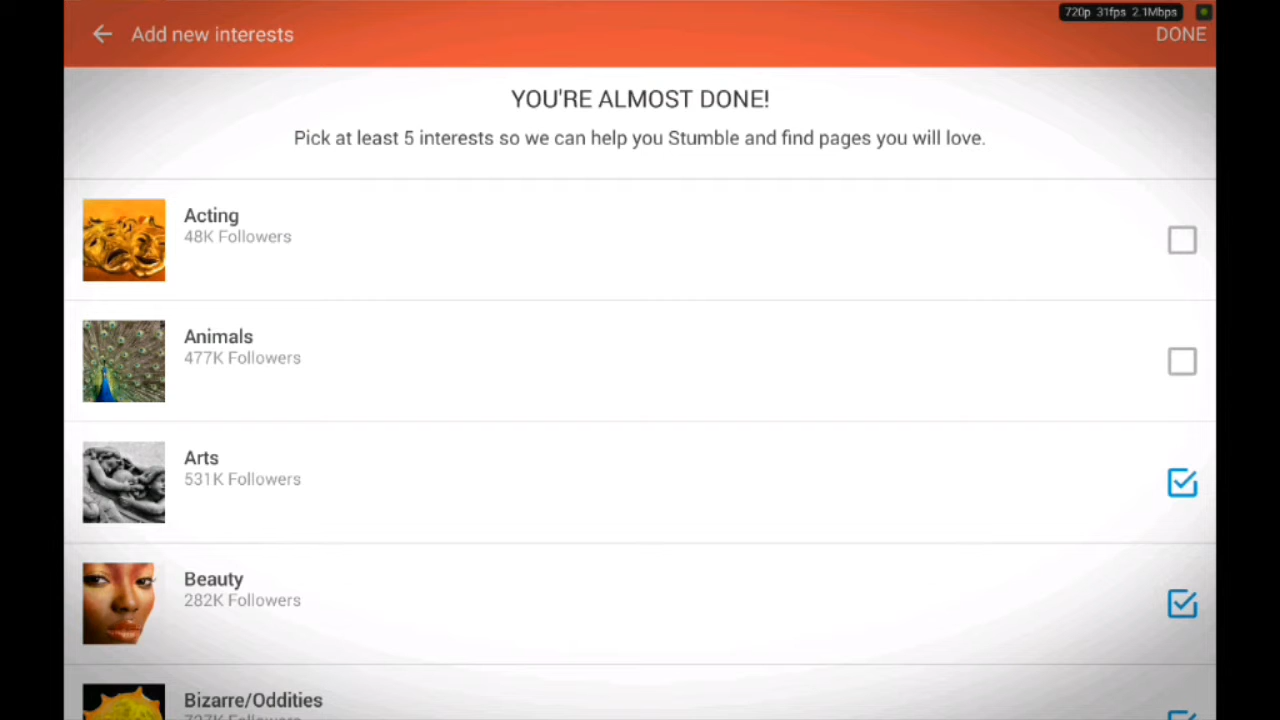 720p 31fps 2.1Mbps
Add new interests
DONE
YOU'RE ALMOST DONE!
Pick at least 5 interests so we can help you Stumble and find pages you will love.
Acting
48K Followers
Animals
477K Followers
Arts
531K Followers
Beauty
282K Followers
Bizarre/Oddities